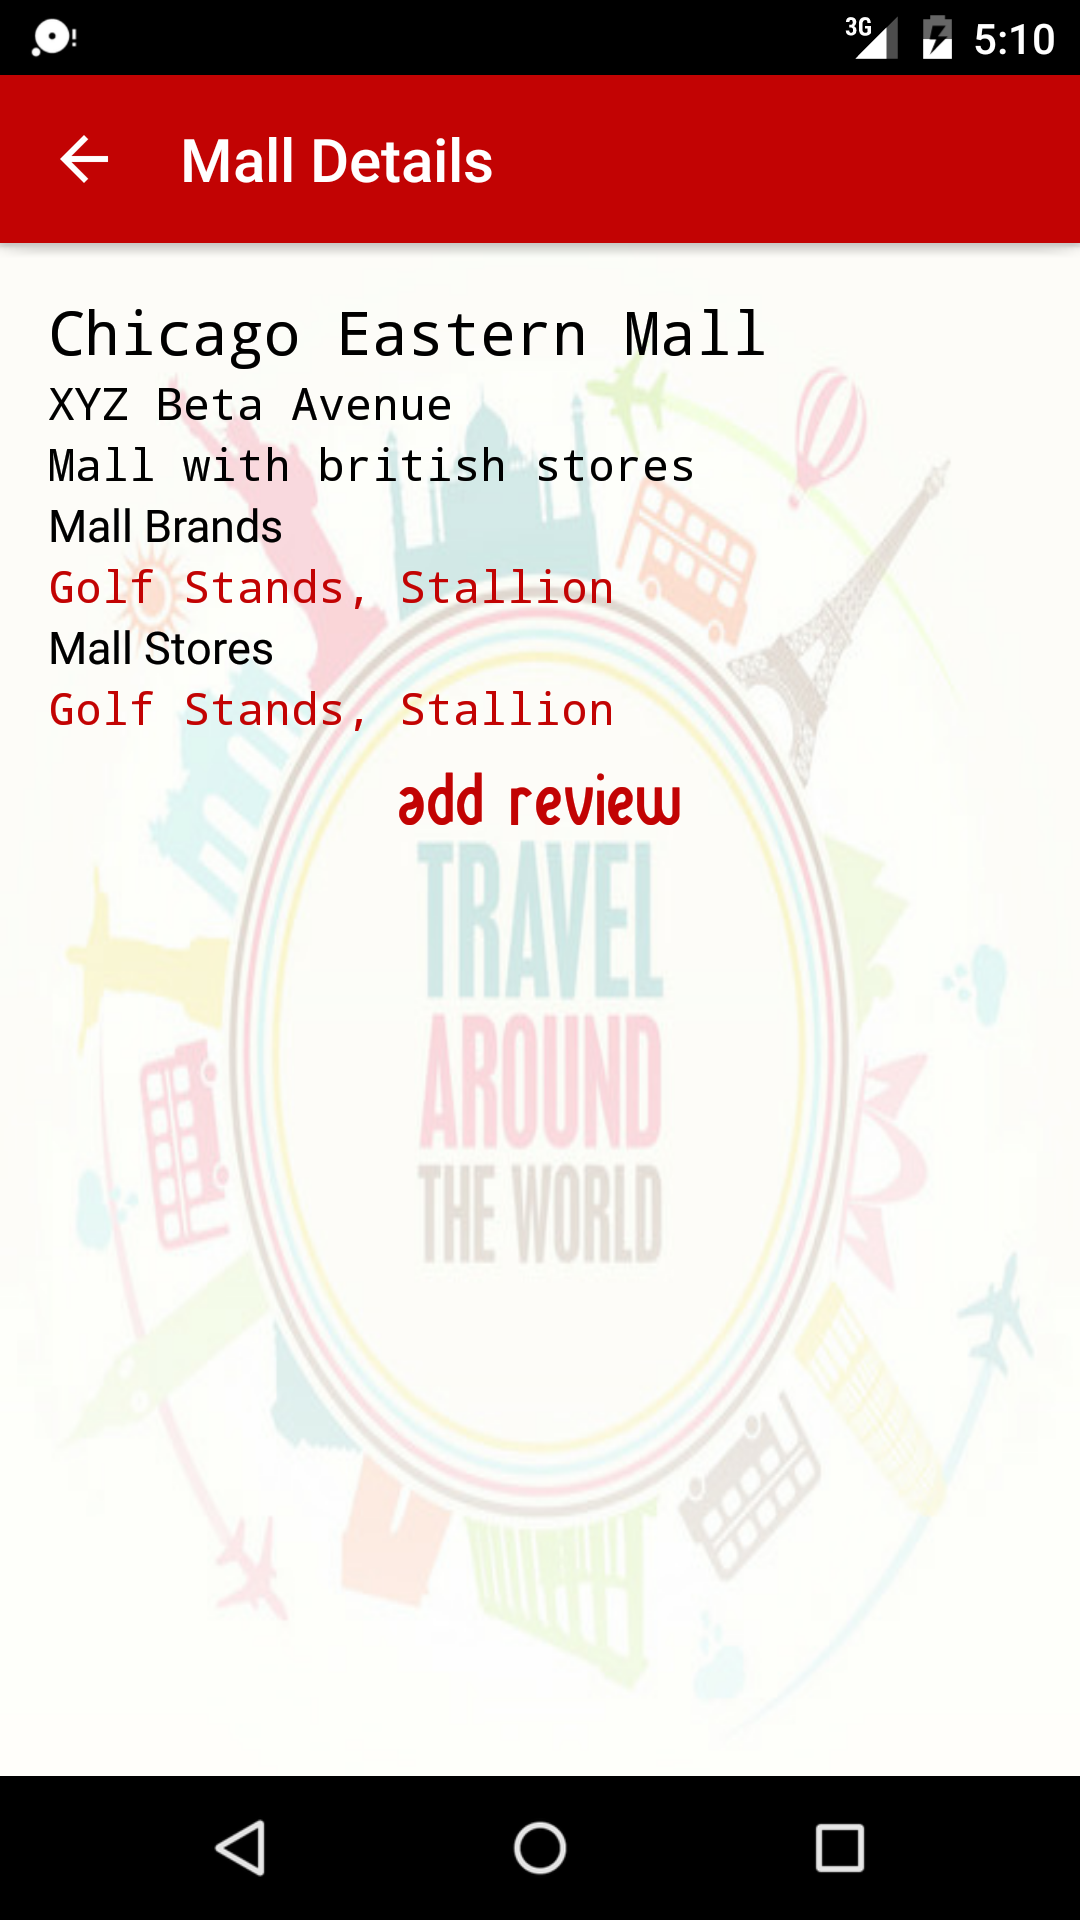 3G 5:10
Mall Details
Chicago Eastern Mall
XYZ Beta Avenue
Mall with british stores
Mall Brands
Golf Stands, Stallion
Mall Stores
Golf Stands, Stallion
add review
TRAVEL
AROUND
THE WORLD